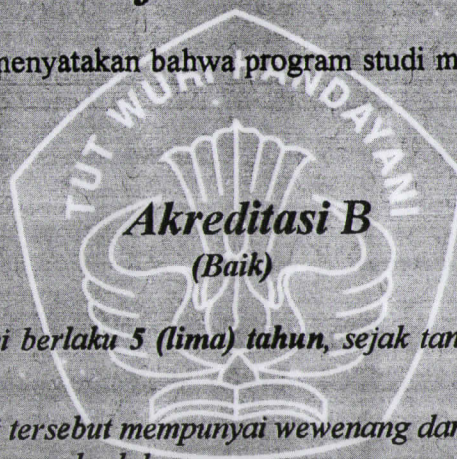 menyatakan bahwa program studi m
TUT WURI HANDAYANI
Akreditasi B
(Baik)
i berlaku 5 (lima) tahun, sejak tan
tersebut mempunyai wewenang dan